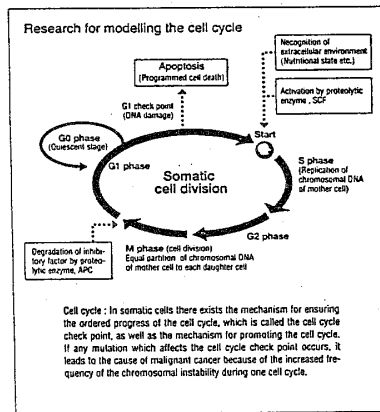 Research for modelling the cell cycle
Necognition of
extracellular environment
(Nutritional state etc.)
Apoptosis
(Programmed cell death)
Activation by proteolytic
enzyme , SCF
G1 check point
(DNA damage)
Start
G0 phase
(Quiescent stage)
G1 phase
Somatic
cell division
S phase
(Replication of
chromosomal DNA
of mother cell)
G2 phase
M phase (cell division)
Equal partition of chromosomal DNA
of mother cell to each daughter cell
Degradation of inhibi-
tory factor by proteo-
lytic enzyme, APC
Cell cycle : In somatic cells there exists the mechanism for ensuring
the ordered progress of the cell cycle, which is called the cell cycle
check point, as well as the mechanism for promoting the cell cycle.
If any mutation which affects the cell cycle check point occurs, it
leads to the cause of malignant cancer because of the increased fre-
quency of the chromosomal instability during one cell cycle.